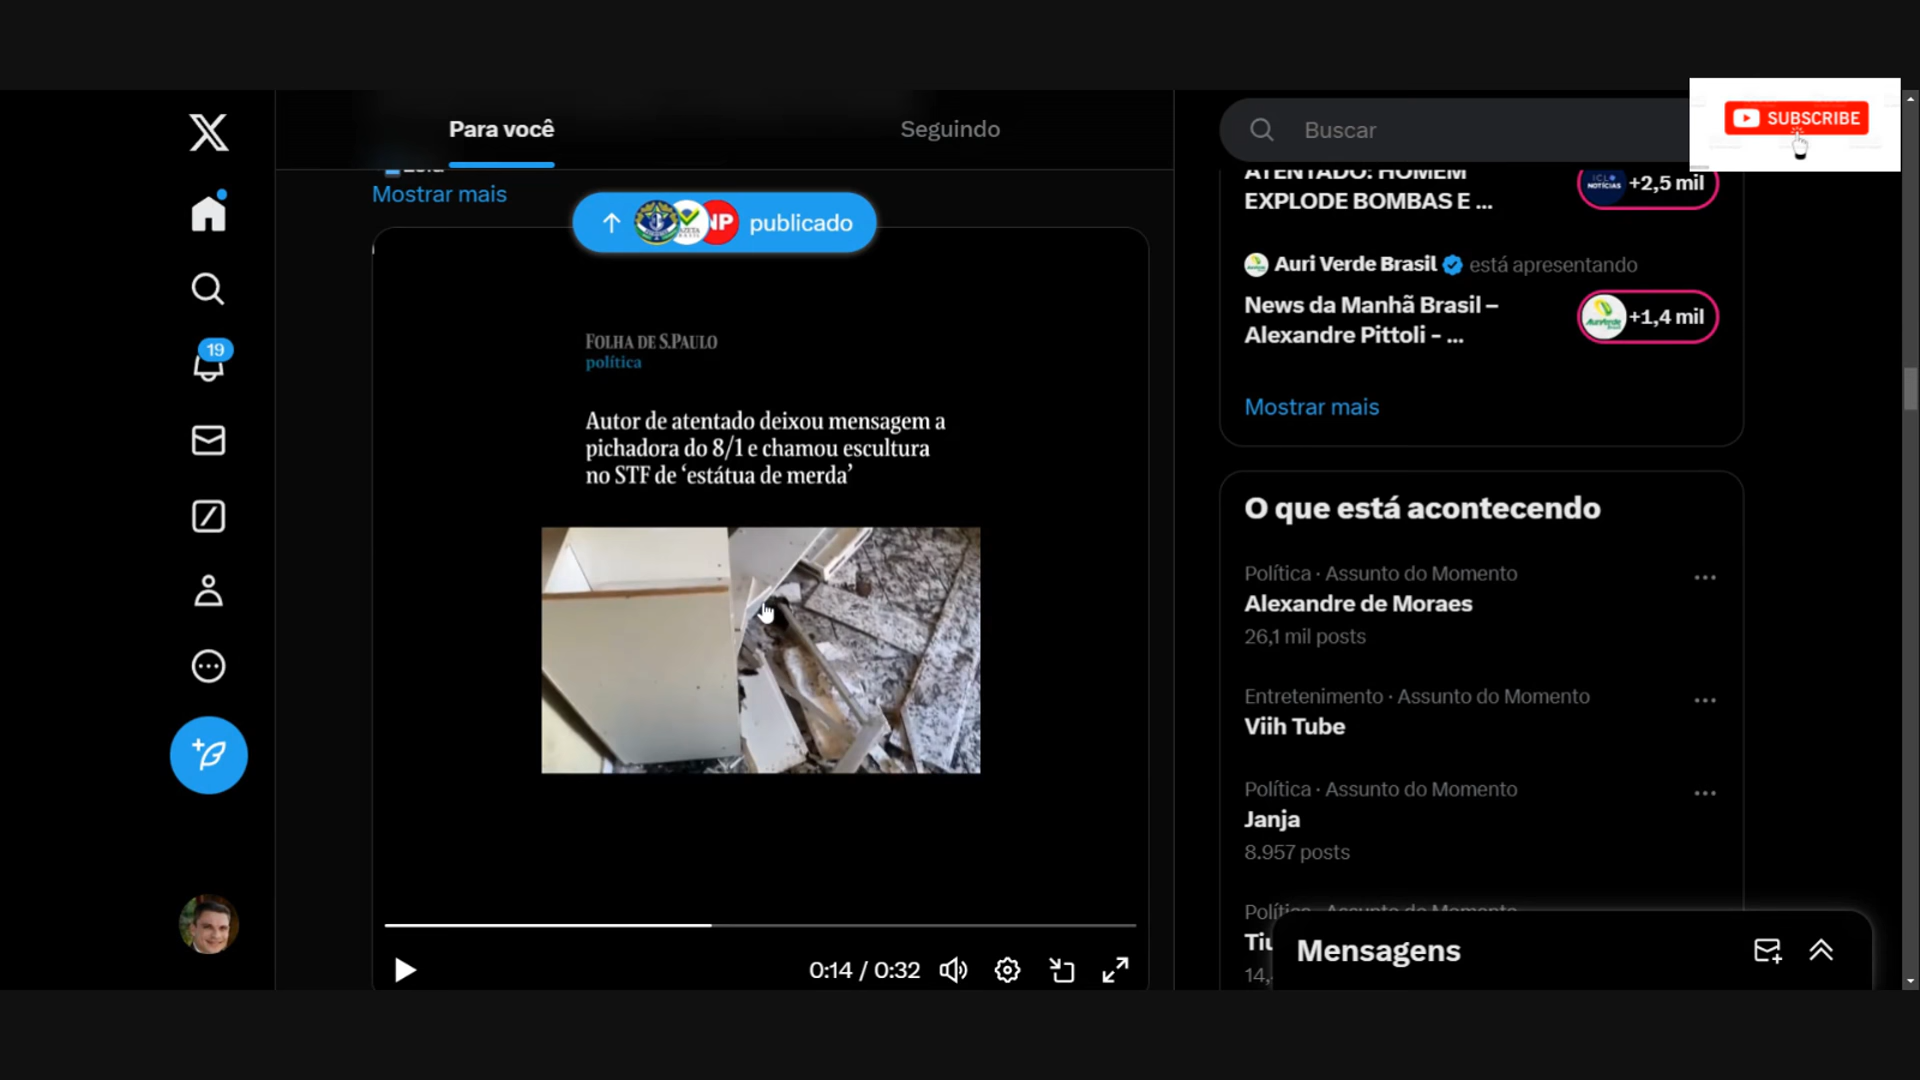 Para você
Seguindo
Mostrar mais
NP publicado
FOLHA DE S.PAULO
política
Autor de atentado deixou mensagem a
pichadora do 8/1 e chamou escultura
no STF de ‘estátua de merda’
0:14 / 0:32
19
Buscar
SUBSCRIBE
ATENTADO: HOMEM
EXPLODE BOMBAS E ...
ICL
NOTÍCIAS
+2,5 mil
Auri Verde Brasil está apresentando
News da Manhã Brasil –
Alexandre Pittoli - ...
+1,4 mil
Mostrar mais
O que está acontecendo
Política · Assunto do Momento
Alexandre de Moraes
26,1 mil posts
Entretenimento · Assunto do Momento
Viih Tube
Política · Assunto do Momento
Janja
8.957 posts
Política · Assunto do Momento
14,
Mensagens